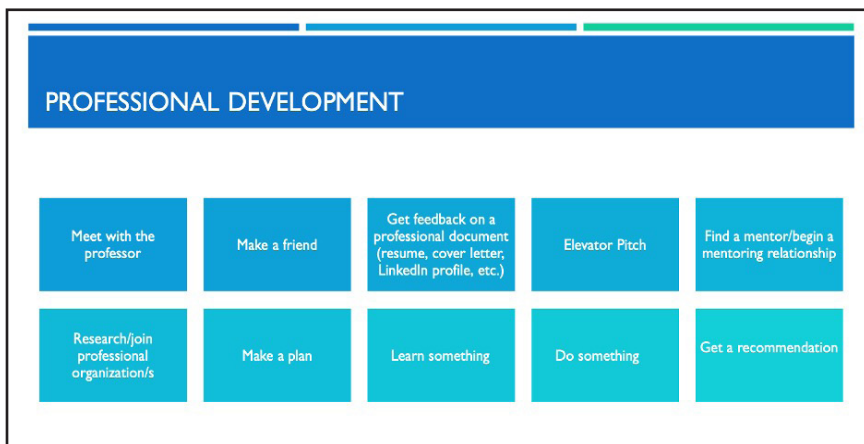 PROFESSIONAL DEVELOPMENT
Meet with the
professor
Make a friend
Get feedback on a
professional document
(resume, cover letter,
LinkedIn profile, etc.)
Elevator Pitch
Find a mentor/begin a
mentoring relationship
Research/join
professional
organization/s
Make a plan
Learn something
Do something
Get a recommendation